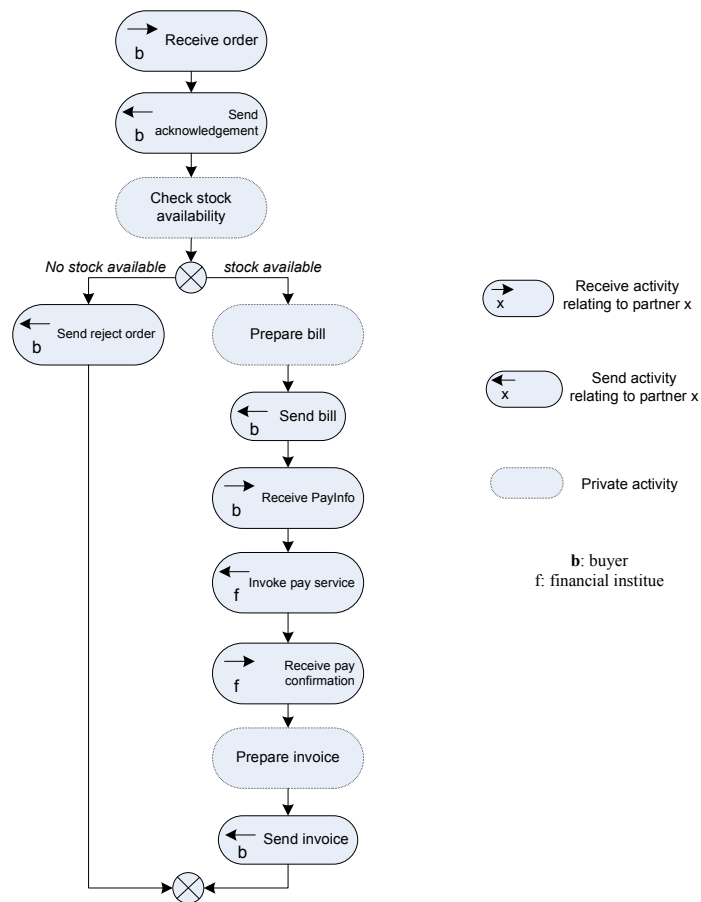 Receive order
b
Send
acknowledgement
b
Check stock
availability
No stock available
stock available
Send reject order
b
Prepare bill
Send bill
b
Receive PayInfo
b
Invoke pay service
f
Receive pay
confirmation
f
Prepare invoice
Send invoice
b
Receive activity
relating to partner x
x
Send activity
relating to partner x
x
Private activity
b: buyer
f: financial institue